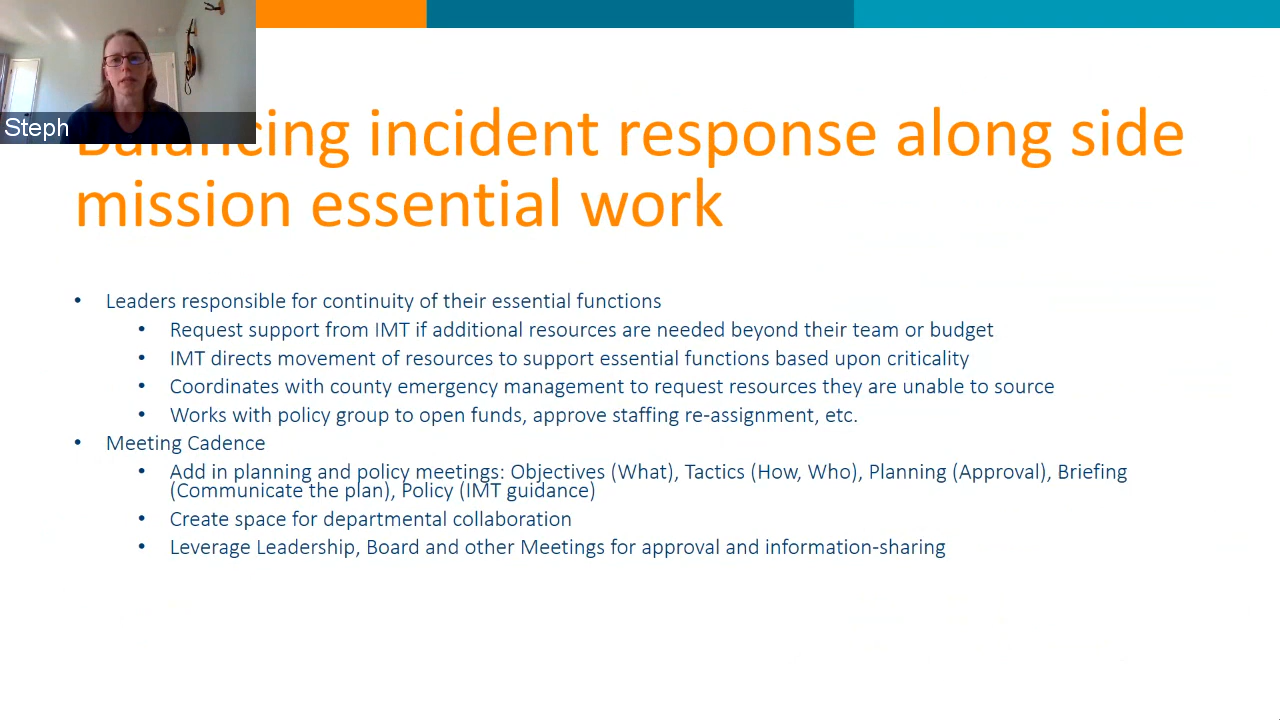 Steph
Balancing incident response along side
mission essential work
• Leaders responsible for continuity of their essential functions
• Request support from IMT if additional resources are needed beyond their team or budget
• IMT directs movement of resources to support essential functions based upon criticality
• Coordinates with county emergency management to request resources they are unable to source
• Works with policy group to open funds, approve staffing re-assignment, etc.
• Meeting Cadence
• Add in planning and policy meetings: Objectives (What), Tactics (How, Who), Planning (Approval), Briefing
(Communicate the plan), Policy (IMT guidance)
• Create space for departmental collaboration
• Leverage Leadership, Board and other Meetings for approval and information-sharing